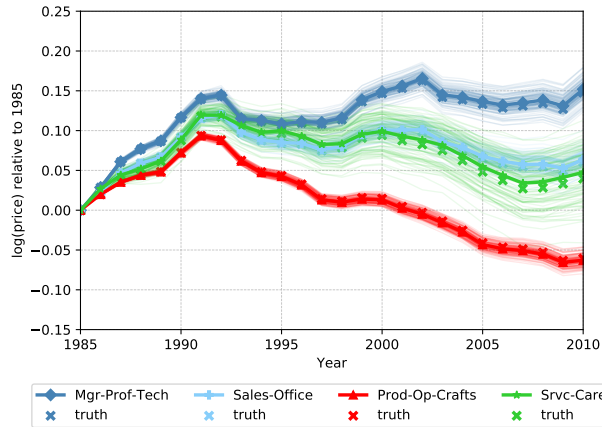 0.25
0.20
0.15
0.10
0.05
0.00
−0.05
−0.10
−0.15
log(price) relative to 1985
1985 1990 1995 2000 2005 2010
Year
Mgr-Prof-Tech Sales-Office Prod-Op-Crafts Srvc-Care
truth truth truth truth